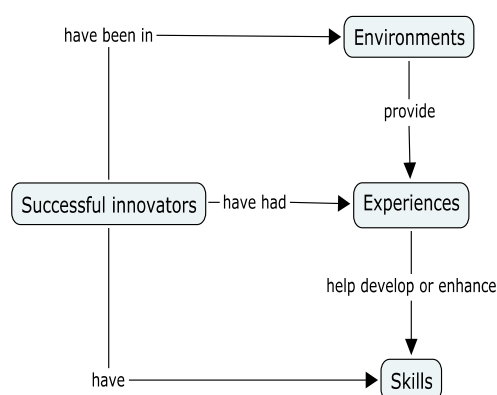 have been in
Environments
provide
Successful innovators
have had
Experiences
help develop or enhance
have
Skills